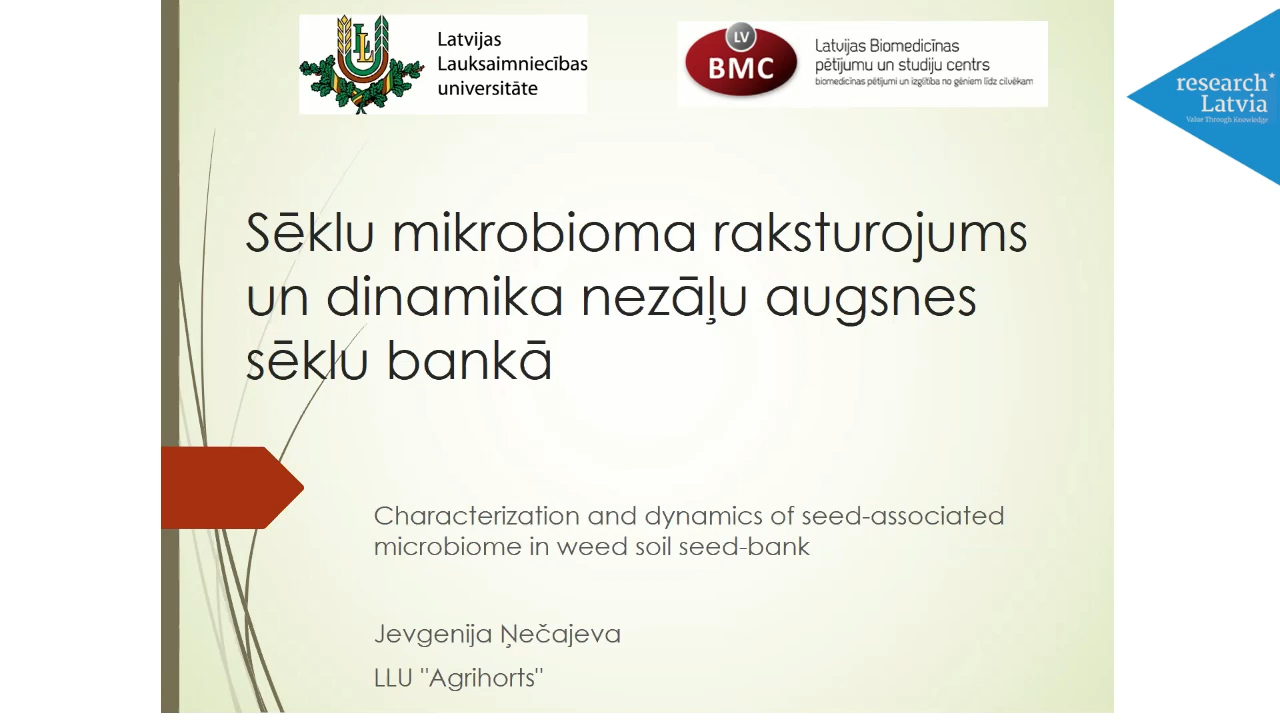 Latvijas
Lauksaimniecības
universitāte
LV
BMC
Latvijas Biomedicīnas
pētījumu un studiju centrs
biomedicīnas pētījumi un izglītība no gēniem līdz cilvēkam
research*
Latvia
Value Through Knowledge
Sēklu mikrobioma raksturojums
un dinamika nezāļu augsnes
sēklu bankā
Characterization and dynamics of seed-associated
microbiome in weed soil seed-bank
Jevgenija Ņečajeva
LLU "Agrihorts"